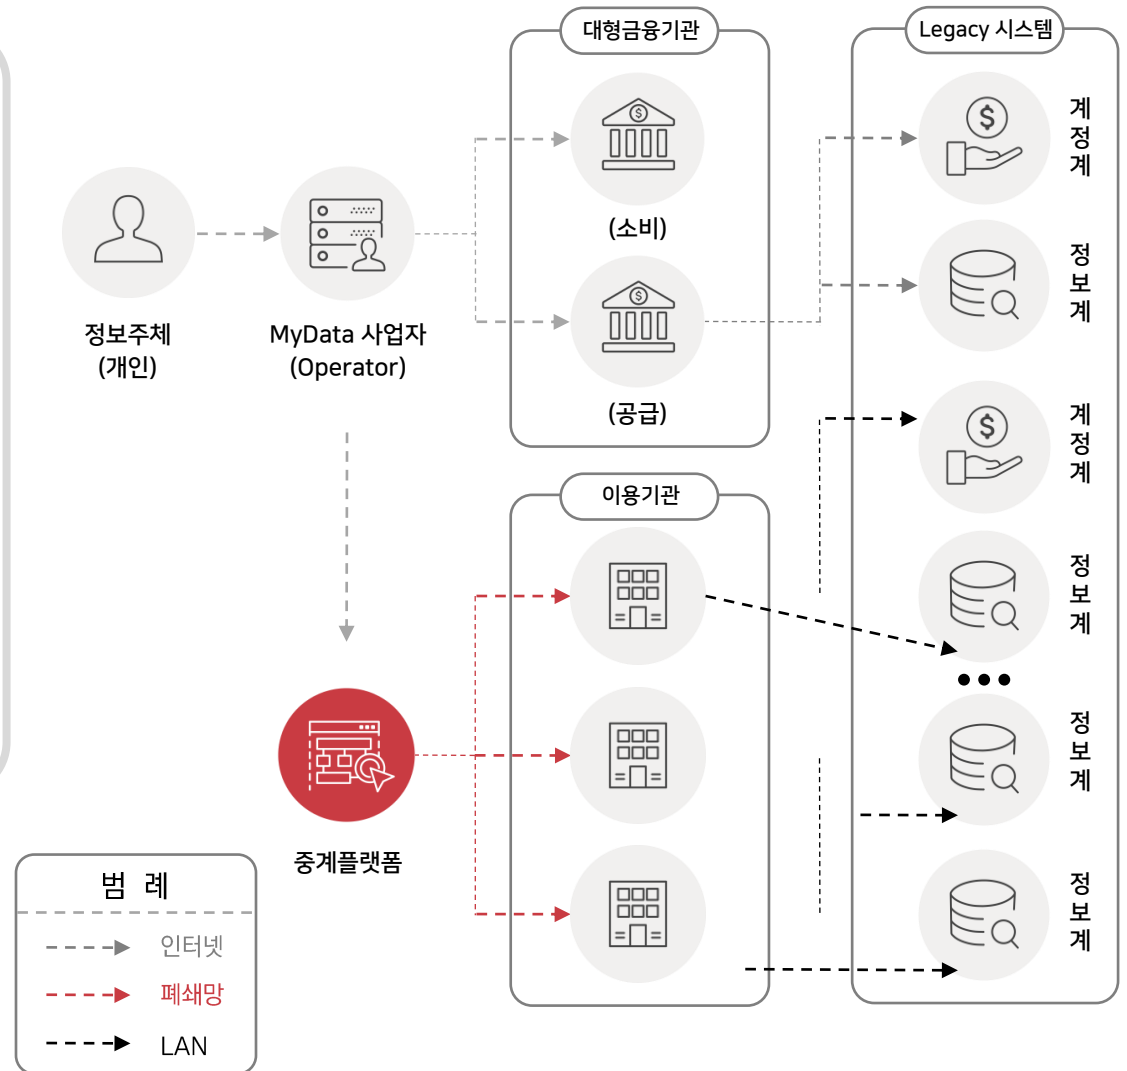 대형금융기관
Legacy 시스템
계
정
계
(소비)
정
보
계
정보주체
(개인)
MyData 사업자
(Operator)
(공급)
계
정
계
이용기관
정
보
계
정
보
계
중계플랫폼
정
보
계
범 례
인터넷
폐쇄망
LAN